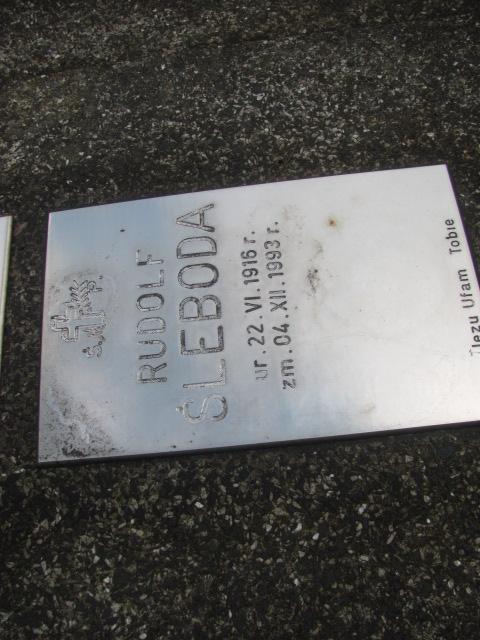 Ś. P.
RUDOLF
ŚLEBODA
ur. 22. VI. 1916 r.
zm. 04. XII. 1993 r.
Jezu Ufam Tobie